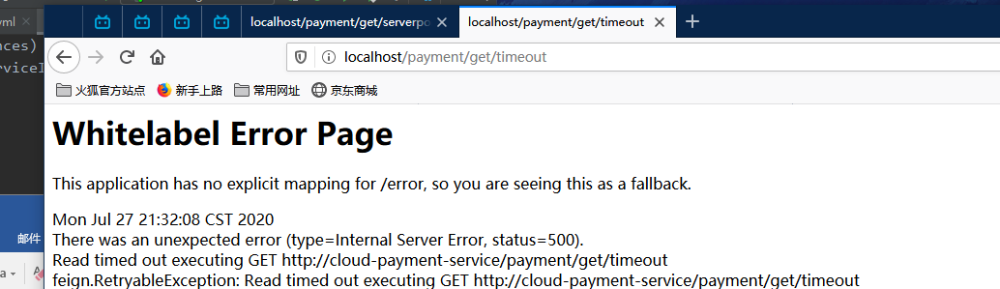 yml
localhost/payment/get/serverpo
localhost/payment/get/timeout
nces)
localhost/payment/get/timeout
火狐官方站点 新手上路 常用网址 京东商城
Whitelabel Error Page
This application has no explicit mapping for /error, so you are seeing this as a fallback.
Mon Jul 27 21:32:08 CST 2020
There was an unexpected error (type=Internal Server Error, status=500).
邮件
Read timed out executing GET http://cloud-payment-service/payment/get/timeout
feign.RetryableException: Read timed out executing GET http://cloud-payment-service/payment/get/timeout